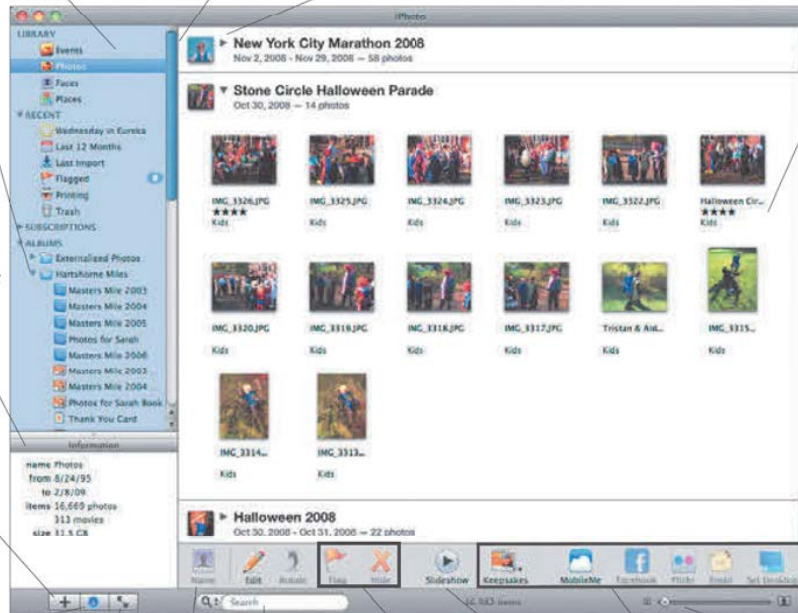 iPhoto
LIBRARY
Events
Photos
Faces
Places
RECENT
Wednesday in Eureka
Last 12 Months
Last Import
Flagged
Printing
Trash
SUBSCRIPTIONS
ALBUMS
Externalized Photos
Hartshorne Miles
Masters Mile 2003
Masters Mile 2004
Masters Mile 2005
Photos for Sarah
Masters Mile 2006
Masters Mile 2003
Masters Mile 2004
Photos for Sarah Book
Thank You Card
Information
name Photos
from 8/24/95
to 2/8/09
items 16,669 photos
313 movies
New York City Marathon 2008
Nov 2, 2008 - Nov 29, 2008 — 58 photos
Stone Circle Halloween Parade
Oct 30, 2008 — 14 photos
IMG_3326.JPG IMG_3325.JPG IMG_3324.JPG IMG_3323.JPG IMG_3322.JPG Halloween Cir...
★★★★ ★★★★
Kids Kids Kids Kids Kids Kids
IMG_3320.JPG IMG_3319.JPG IMG_3318.JPG IMG_3317.JPG Tristan & Aid... IMG_3315...
Kids Kids Kids Kids Kids Kids
IMG_3314... IMG_3313...
Kids Kids
Halloween 2008
Oct 30, 2008 - Oct 31, 2008 — 22 photos
Name Edit Rotate Flag Hide Slideshow Keepsakes MobileMe Facebook Flickr Email Set Desktop
Search
items